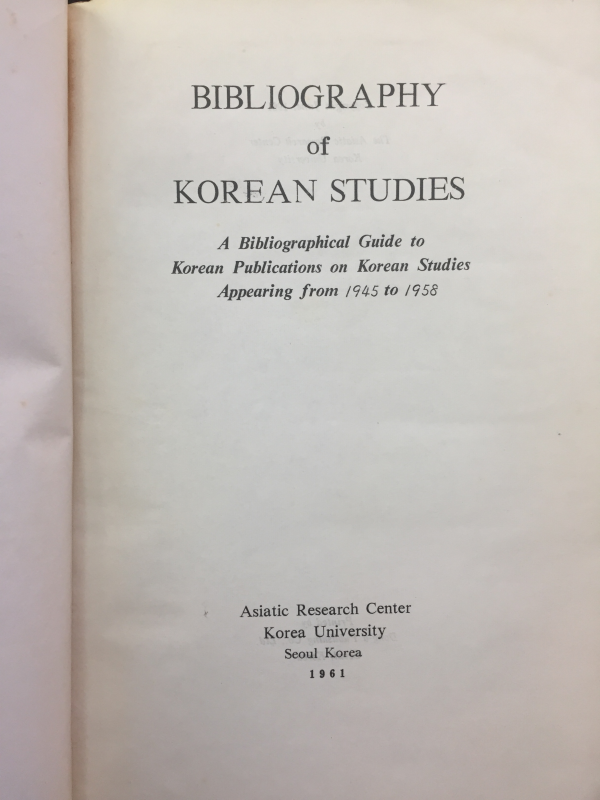 BIBLIOGRAPHY
of
KOREAN STUDIES
A Bibliographical Guide to
Korean Publications on Korean Studies
Appearing from 1945 to 1958
Asiatic Research Center
Korea University
Seoul Korea
1961